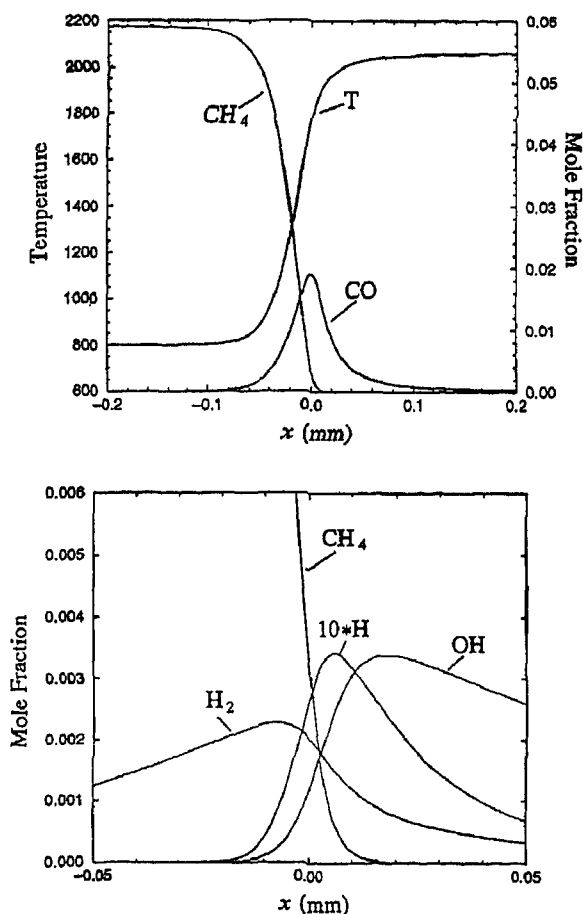 2200
2000
1800
1600
1400
1200
1000
800
600
Temperature
0.06
0.05
0.04
0.03
0.02
0.01
0.00
Mole Fraction
CH₄
T
CO
-0.2
-0.1
0.0
0.1
0.2
x (mm)
0.006
0.005
0.004
0.003
0.002
0.001
0.000
Mole Fraction
CH₄
10*H
OH
H₂
-0.05
0.00
0.05
x (mm)